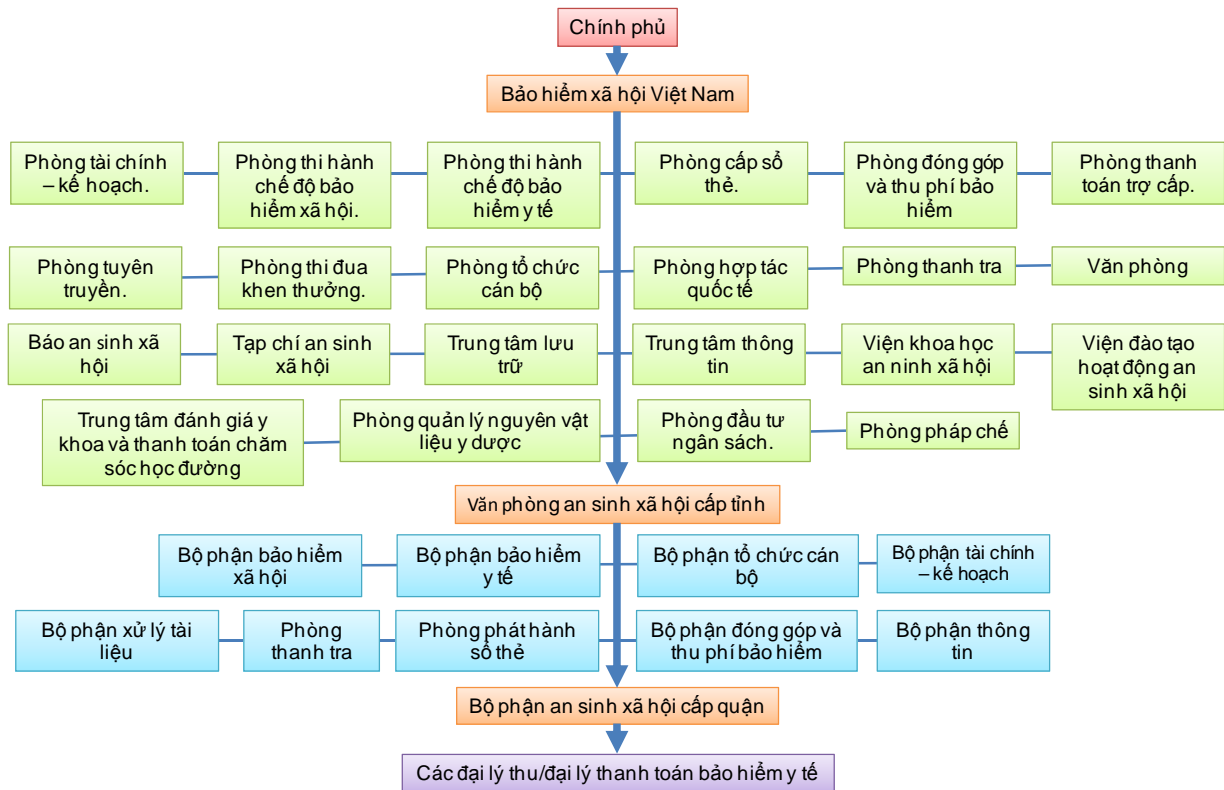 Chính phủ
Bảo hiểm xã hội Việt Nam
Phòng tài chính
– kế hoạch.
Phòng thi hành
chế độ bảo
hiểm xã hội.
Phòng thi hành
chế độ bảo
hiểm y tế
Phòng cấp sổ
thẻ.
Phòng đóng góp
và thu phí bảo
hiểm
Phòng thanh
toán trợ cấp.
Phòng tuyên
truyền.
Phòng thi đua
khen thưởng.
Phòng tổ chức
cán bộ
Phòng hợp tác
quốc tế
Phòng thanh tra
Văn phòng
Báo an sinh xã
hội
Tạp chí an sinh
xã hội
Trung tâm lưu
trữ
Trung tâm thông
tin
Viện khoa học
an ninh xã hội
Viện đào tạo
hoạt động an
sinh xã hội
Trung tâm đánh giá y
khoa và thanh toán chăm
sóc học đường
Phòng quản lý nguyên vật
liệu y dược
Phòng đầu tư
ngân sách.
Phòng pháp chế
Văn phòng an sinh xã hội cấp tỉnh
Bộ phận bảo hiểm
xã hội
Bộ phận bảo hiểm
y tế
Bộ phận tổ chức cán
bộ
Bộ phận tài chính
– kế hoạch
Bộ phận xử lý tài
liệu
Phòng
thanh tra
Phòng phát hành
sổ thẻ
Bộ phận đóng góp và
thu phí bảo hiểm
Bộ phận thông
tin
Bộ phận an sinh xã hội cấp quận
Các đại lý thu/đại lý thanh toán bảo hiểm y tế